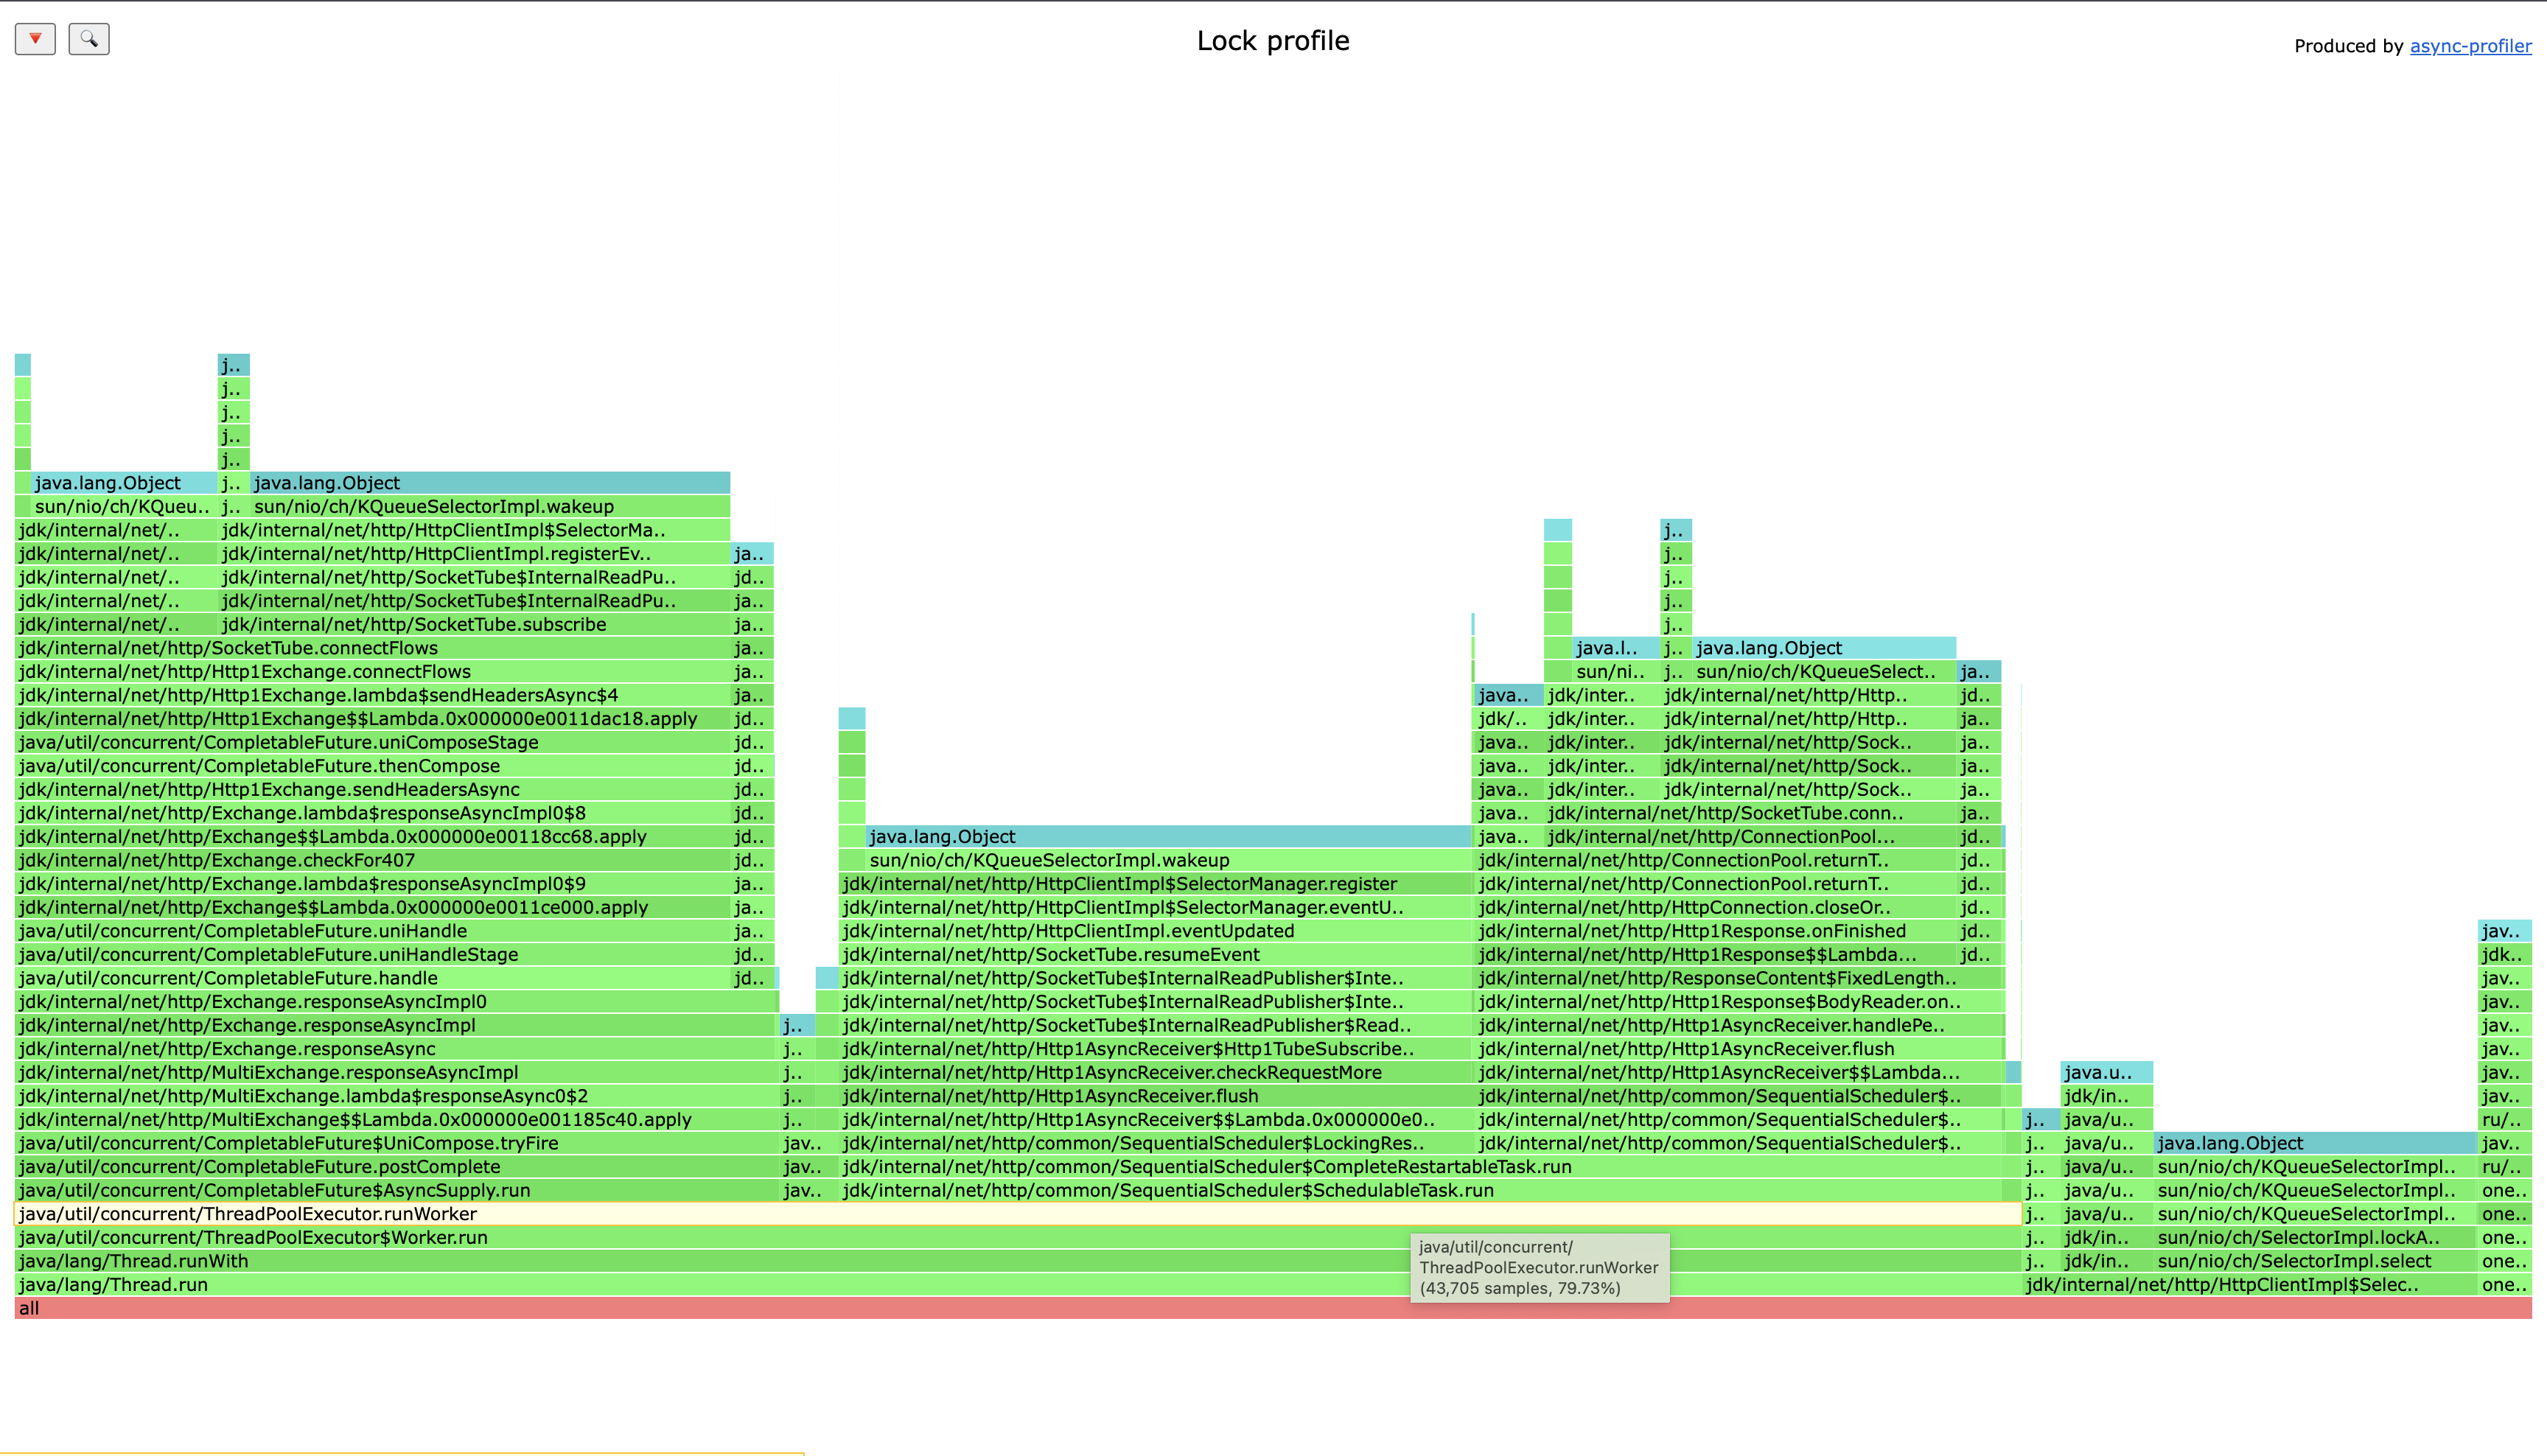 Lock profile
Produced by async-profiler
j..
j..
j..
j..
j..
java.lang.Object j.. java.lang.Object
sun/nio/ch/KQueu.. j.. sun/nio/ch/KQueueSelectorImpl.wakeup
jdk/internal/net/.. jdk/internal/net/http/HttpClientImpl$SelectorMa.. j..
jdk/internal/net/.. jdk/internal/net/http/HttpClientImpl.registerEv.. ja.. j..
jdk/internal/net/.. jdk/internal/net/http/SocketTube$InternalReadPu.. jd.. j..
jdk/internal/net/.. jdk/internal/net/http/SocketTube$InternalReadPu.. ja.. j..
jdk/internal/net/.. jdk/internal/net/http/SocketTube.subscribe ja.. j..
jdk/internal/net/http/SocketTube.connectFlows ja.. java.l.. j.. java.lang.Object
jdk/internal/net/http/Http1Exchange.connectFlows ja.. sun/ni.. j.. sun/nio/ch/KQueueSelect.. ja..
jdk/internal/net/http/Http1Exchange.lambda$sendHeadersAsync$4 ja.. java.. jdk/inter.. jdk/internal/net/http/Http.. jd..
jdk/internal/net/http/Http1Exchange$$Lambda.0x000000e0011dac18.apply jd.. jdk/.. jdk/inter.. jdk/internal/net/http/Http.. ja..
java/util/concurrent/CompletableFuture.uniComposeStage jd.. java.. jdk/inter.. jdk/internal/net/http/Sock.. ja..
java/util/concurrent/CompletableFuture.thenCompose jd.. java.. jdk/inter.. jdk/internal/net/http/Sock.. ja..
jdk/internal/net/http/Http1Exchange.sendHeadersAsync jd.. java.. jdk/inter.. jdk/internal/net/http/Sock.. ja..
jdk/internal/net/http/Exchange.lambda$responseAsyncImpl0$8 jd.. java.. jdk/internal/net/http/SocketTube.conn.. ja..
jdk/internal/net/http/Exchange$$Lambda.0x000000e00118cc68.apply jd.. java.lang.Object java.. jdk/internal/net/http/ConnectionPool... jd..
jdk/internal/net/http/Exchange.checkFor407 jd.. sun/nio/ch/KQueueSelectorImpl.wakeup jdk/internal/net/http/ConnectionPool.returnT.. jd..
jdk/internal/net/http/Exchange.lambda$responseAsyncImpl0$9 ja.. jdk/internal/net/http/HttpClientImpl$SelectorManager.register jdk/internal/net/http/ConnectionPool.returnT.. jd..
jdk/internal/net/http/Exchange$$Lambda.0x000000e0011ce000.apply ja.. jdk/internal/net/http/HttpClientImpl$SelectorManager.eventU.. jdk/internal/net/http/HttpConnection.closeOr.. jd..
java/util/concurrent/CompletableFuture.uniHandle ja.. jdk/internal/net/http/HttpClientImpl.eventUpdated jdk/internal/net/http/Http1Response.onFinished jd.. jav..
java/util/concurrent/CompletableFuture.uniHandleStage jd.. jdk/internal/net/http/SocketTube.resumeEvent jdk/internal/net/http/Http1Response$$Lambda... jd.. jdk..
java/util/concurrent/CompletableFuture.handle jd.. jdk/internal/net/http/SocketTube$InternalReadPublisher$Inte.. jdk/internal/net/http/ResponseContent$FixedLength.. jav..
jdk/internal/net/http/Exchange.responseAsyncImpl0 jdk/internal/net/http/SocketTube$InternalReadPublisher$Inte.. jdk/internal/net/http/Http1Response$BodyReader.on.. jav..
jdk/internal/net/http/Exchange.responseAsyncImpl j.. jdk/internal/net/http/SocketTube$InternalReadPublisher$Read.. jdk/internal/net/http/Http1AsyncReceiver.handlePe.. jav..
jdk/internal/net/http/Exchange.responseAsync j.. jdk/internal/net/http/Http1AsyncReceiver$Http1TubeSubscribe.. jdk/internal/net/http/Http1AsyncReceiver.flush jav..
jdk/internal/net/http/MultiExchange.responseAsyncImpl j.. jdk/internal/net/http/Http1AsyncReceiver.checkRequestMore jdk/internal/net/http/Http1AsyncReceiver$$Lambda... java.u.. jav..
jdk/internal/net/http/MultiExchange.lambda$responseAsync0$2 j.. jdk/internal/net/http/Http1AsyncReceiver.flush jdk/internal/net/http/common/SequentialScheduler$.. jdk/in.. jav..
jdk/internal/net/http/MultiExchange$$Lambda.0x000000e001185c40.apply j.. jdk/internal/net/http/Http1AsyncReceiver$$Lambda.0x000000e0.. jdk/internal/net/http/common/SequentialScheduler$.. j.. java/u.. ru/..
java/util/concurrent/CompletableFuture$UniCompose.tryFire jav.. jdk/internal/net/http/common/SequentialScheduler$LockingRes.. jdk/internal/net/http/common/SequentialScheduler$.. j.. java/u.. java.lang.Object jav..
java/util/concurrent/CompletableFuture.postComplete jav.. jdk/internal/net/http/common/SequentialScheduler$CompleteRestartableTask.run j.. java/u.. sun/nio/ch/KQueueSelectorImpl.. ru/..
java/util/concurrent/CompletableFuture$AsyncSupply.run jav.. jdk/internal/net/http/common/SequentialScheduler$SchedulableTask.run j.. java/u.. sun/nio/ch/KQueueSelectorImpl.. one..
java/util/concurrent/ThreadPoolExecutor.runWorker j.. java/u.. sun/nio/ch/KQueueSelectorImpl.. one..
java/util/concurrent/ThreadPoolExecutor$Worker.run j.. jdk/in.. sun/nio/ch/SelectorImpl.lockA.. one..
java/lang/Thread.runWith j.. jdk/in.. sun/nio/ch/SelectorImpl.select one..
java/lang/Thread.run jdk/internal/net/http/HttpClientImpl$Selec.. one..
all
java/util/concurrent/
ThreadPoolExecutor.runWorker
(43,705 samples, 79.73%)